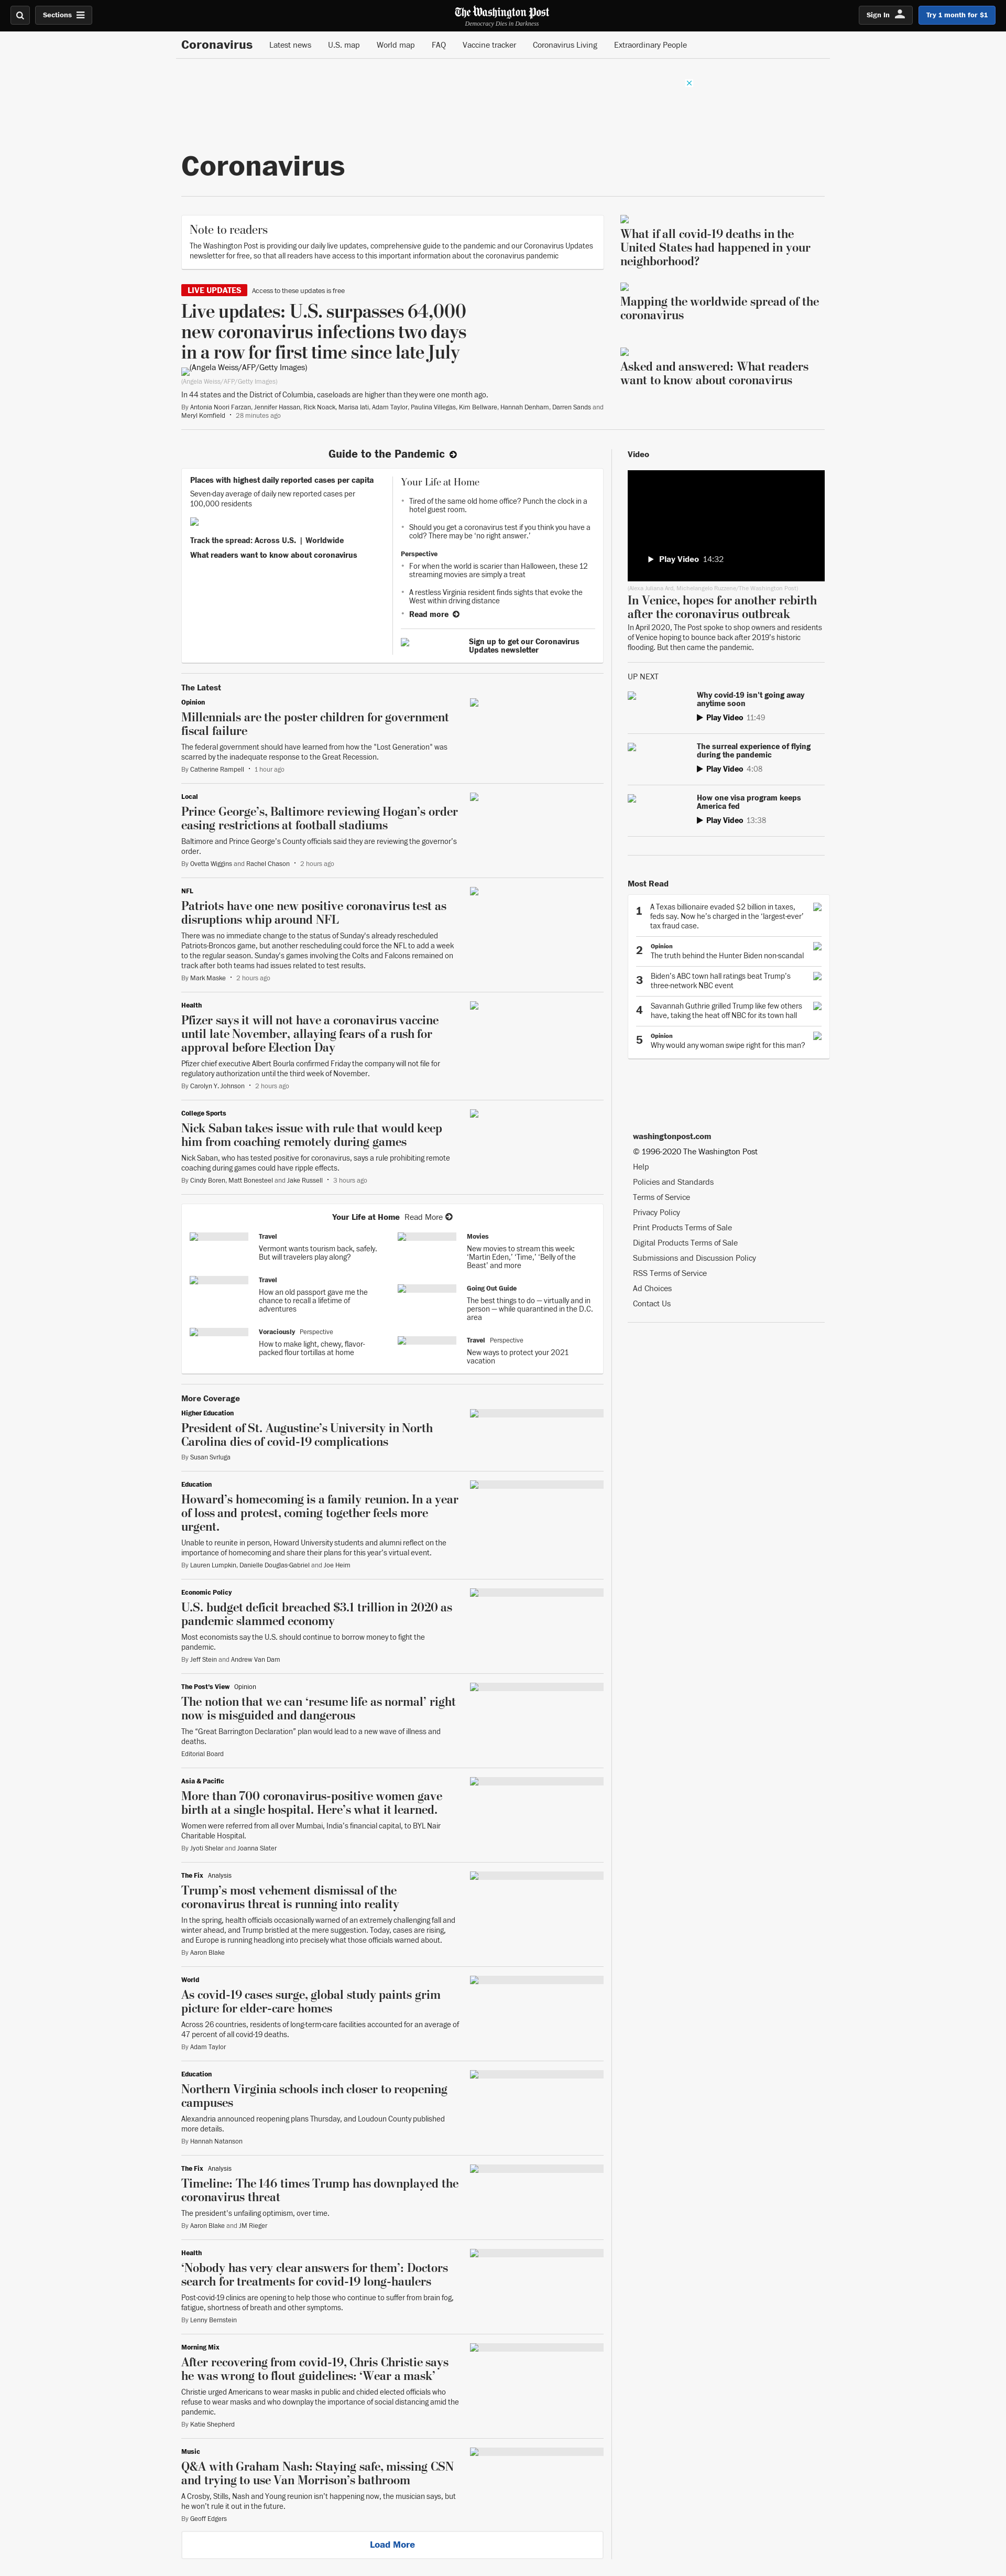 Sections
The Washington Post
Democracy Dies in Darkness
Sign In
Try 1 month for $1
Coronavirus
Latest news
U.S. map
World map
FAQ
Vaccine tracker
Coronavirus Living
Extraordinary People
Coronavirus
Note to readers
The Washington Post is providing our daily live updates, comprehensive guide to the pandemic and our Coronavirus Updates
newsletter for free, so that all readers have access to this important information about the coronavirus pandemic
LIVE UPDATES Access to these updates is free
Live updates: U.S. surpasses 64,000
new coronavirus infections two days
in a row for first time since late July
(Angela Weiss/AFP/Getty Images)
(Angela Weiss/AFP/Getty Images)
In 44 states and the District of Columbia, caseloads are higher than they were one month ago.
By Antonia Noori Farzan, Jennifer Hassan, Rick Noack, Marisa Iati, Adam Taylor, Paulina Villegas, Kim Bellware, Hannah Denham, Darren Sands and
Meryl Kornfield • 28 minutes ago
What if all covid-19 deaths in the
United States had happened in your
neighborhood?
Mapping the worldwide spread of the
coronavirus
Asked and answered: What readers
want to know about coronavirus
Guide to the Pandemic
Places with highest daily reported cases per capita
Seven-day average of daily new reported cases per
100,000 residents
Track the spread: Across U.S. | Worldwide
What readers want to know about coronavirus
Your Life at Home
• Tired of the same old home office? Punch the clock in a
hotel guest room.
• Should you get a coronavirus test if you think you have a
cold? There may be ‘no right answer.’
Perspective
• For when the world is scarier than Halloween, these 12
streaming movies are simply a treat
• A restless Virginia resident finds sights that evoke the
West within driving distance
• Read more
Sign up to get our Coronavirus
Updates newsletter
The Latest
Opinion
Millennials are the poster children for government
fiscal failure
The federal government should have learned from how the "Lost Generation" was
scarred by the inadequate response to the Great Recession.
By Catherine Rampell • 1 hour ago
Local
Prince George’s, Baltimore reviewing Hogan’s order
easing restrictions at football stadiums
Baltimore and Prince George’s County officials said they are reviewing the governor’s
order.
By Ovetta Wiggins and Rachel Chason • 2 hours ago
NFL
Patriots have one new positive coronavirus test as
disruptions whip around NFL
There was no immediate change to the status of Sunday's already rescheduled
Patriots-Broncos game, but another rescheduling could force the NFL to add a week
to the regular season. Sunday's games involving the Colts and Falcons remained on
track after both teams had issues related to test results.
By Mark Maske • 2 hours ago
Health
Pfizer says it will not have a coronavirus vaccine
until late November, allaying fears of a rush for
approval before Election Day
Pfizer chief executive Albert Bourla confirmed Friday the company will not file for
regulatory authorization until the third week of November.
By Carolyn Y. Johnson • 2 hours ago
College Sports
Nick Saban takes issue with rule that would keep
him from coaching remotely during games
Nick Saban, who has tested positive for coronavirus, says a rule prohibiting remote
coaching during games could have ripple effects.
By Cindy Boren, Matt Bonesteel and Jake Russell • 3 hours ago
Your Life at Home Read More
Travel
Vermont wants tourism back, safely.
But will travelers play along?
Travel
How an old passport gave me the
chance to recall a lifetime of
adventures
Voraciously Perspective
How to make light, chewy, flavor-
packed flour tortillas at home
Movies
New movies to stream this week:
‘Martin Eden,’ ‘Time,’ ‘Belly of the
Beast’ and more
Going Out Guide
The best things to do — virtually and in
person — while quarantined in the D.C.
area
Travel Perspective
New ways to protect your 2021
vacation
More Coverage
Higher Education
President of St. Augustine’s University in North
Carolina dies of covid-19 complications
By Susan Svrluga
Education
Howard’s homecoming is a family reunion. In a year
of loss and protest, coming together feels more
urgent.
Unable to reunite in person, Howard University students and alumni reflect on the
importance of homecoming and share their plans for this year’s virtual event.
By Lauren Lumpkin, Danielle Douglas-Gabriel and Joe Heim
Economic Policy
U.S. budget deficit breached $3.1 trillion in 2020 as
pandemic slammed economy
Most economists say the U.S. should continue to borrow money to fight the
pandemic.
By Jeff Stein and Andrew Van Dam
The Post's View Opinion
The notion that we can ‘resume life as normal’ right
now is misguided and dangerous
The “Great Barrington Declaration” plan would lead to a new wave of illness and
deaths.
Editorial Board
Asia & Pacific
More than 700 coronavirus-positive women gave
birth at a single hospital. Here’s what it learned.
Women were referred from all over Mumbai, India’s financial capital, to BYL Nair
Charitable Hospital.
By Jyoti Shelar and Joanna Slater
The Fix Analysis
Trump’s most vehement dismissal of the
coronavirus threat is running into reality
In the spring, health officials occasionally warned of an extremely challenging fall and
winter ahead, and Trump bristled at the mere suggestion. Today, cases are rising,
and Europe is running headlong into precisely what those officials warned about.
By Aaron Blake
World
As covid-19 cases surge, global study paints grim
picture for elder-care homes
Across 26 countries, residents of long-term-care facilities accounted for an average of
47 percent of all covid-19 deaths.
By Adam Taylor
Education
Northern Virginia schools inch closer to reopening
campuses
Alexandria announced reopening plans Thursday, and Loudoun County published
more details.
By Hannah Natanson
The Fix Analysis
Timeline: The 146 times Trump has downplayed the
coronavirus threat
The president's unfailing optimism, over time.
By Aaron Blake and JM Rieger
Health
‘Nobody has very clear answers for them’: Doctors
search for treatments for covid-19 long-haulers
Post-covid-19 clinics are opening to help those who continue to suffer from brain fog,
fatigue, shortness of breath and other symptoms.
By Lenny Bernstein
Morning Mix
After recovering from covid-19, Chris Christie says
he was wrong to flout guidelines: ‘Wear a mask’
Christie urged Americans to wear masks in public and chided elected officials who
refuse to wear masks and who downplay the importance of social distancing amid the
pandemic.
By Katie Shepherd
Music
Q&A with Graham Nash: Staying safe, missing CSN
and trying to use Van Morrison’s bathroom
A Crosby, Stills, Nash and Young reunion isn’t happening now, the musician says, but
he won’t rule it out in the future.
By Geoff Edgers
Load More
Video
Play Video 14:32
In Venice, hopes for another rebirth
after the coronavirus outbreak
In April 2020, The Post spoke to shop owners and residents
of Venice hoping to bounce back after 2019’s historic
flooding. But then came the pandemic.
UP NEXT
Why covid-19 isn't going away
anytime soon
Play Video 11:49
The surreal experience of flying
during the pandemic
Play Video 4:08
How one visa program keeps
America fed
Play Video 13:38
Most Read
1 A Texas billionaire evaded $2 billion in taxes,
feds say. Now he’s charged in the ‘largest-ever’
tax fraud case.
2 Opinion
The truth behind the Hunter Biden non-scandal
3 Biden’s ABC town hall ratings beat Trump’s
three-network NBC event
4 Savannah Guthrie grilled Trump like few others
have, taking the heat off NBC for its town hall
5 Opinion
Why would any woman swipe right for this man?
washingtonpost.com
© 1996-2020 The Washington Post
Help
Policies and Standards
Terms of Service
Privacy Policy
Print Products Terms of Sale
Digital Products Terms of Sale
Submissions and Discussion Policy
RSS Terms of Service
Ad Choices
Contact Us